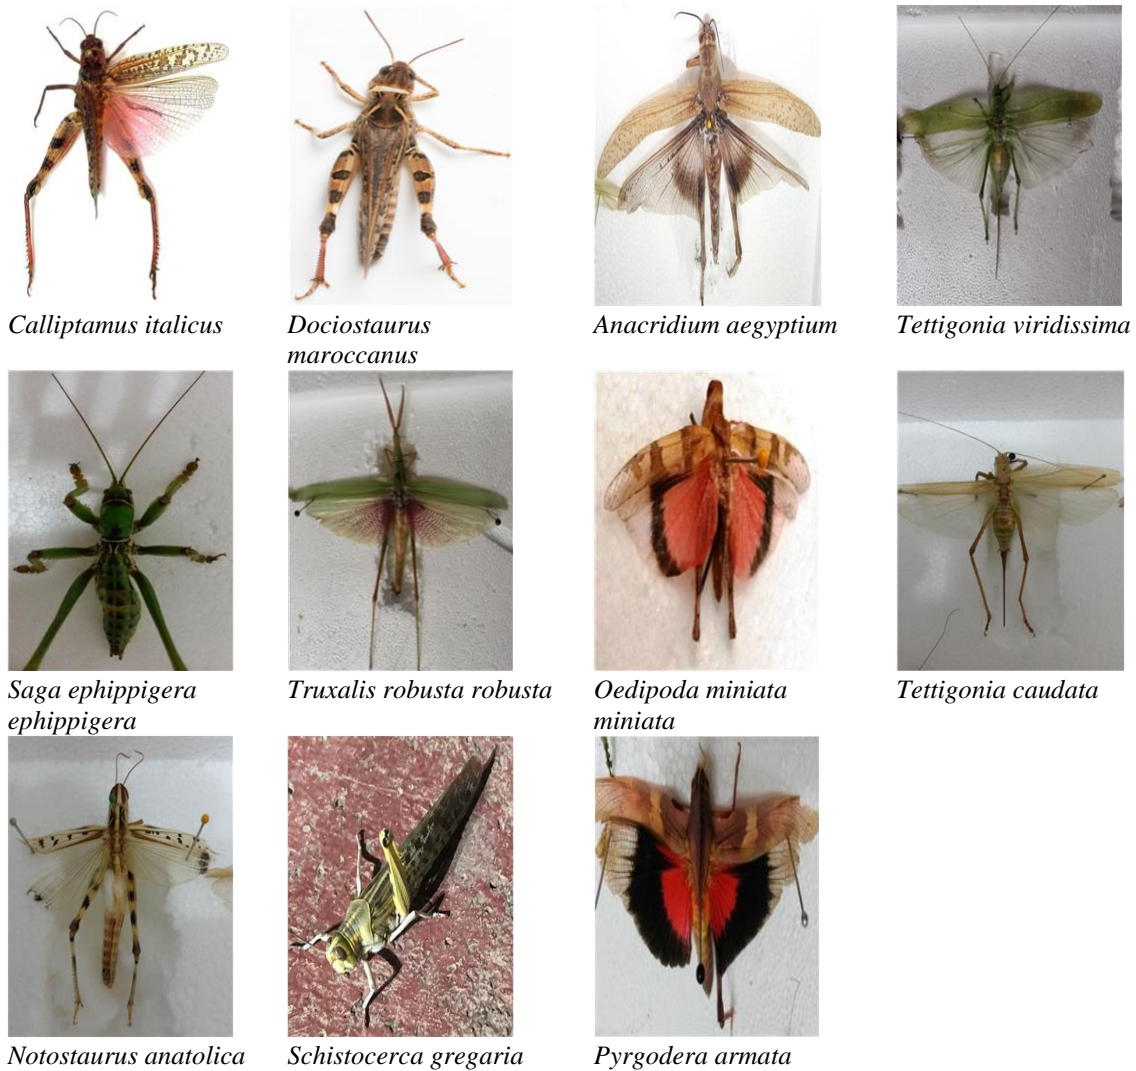 Calliptamus italicus
Dociostaurus
maroccanus
Anacridium aegyptium
Tettigonia viridissima
Saga ephippigera
ephippigera
Truxalis robusta robusta
Oedipoda miniata
miniata
Tettigonia caudata
Notostaurus anatolica
Schistocerca gregaria
Pyrgodera armata